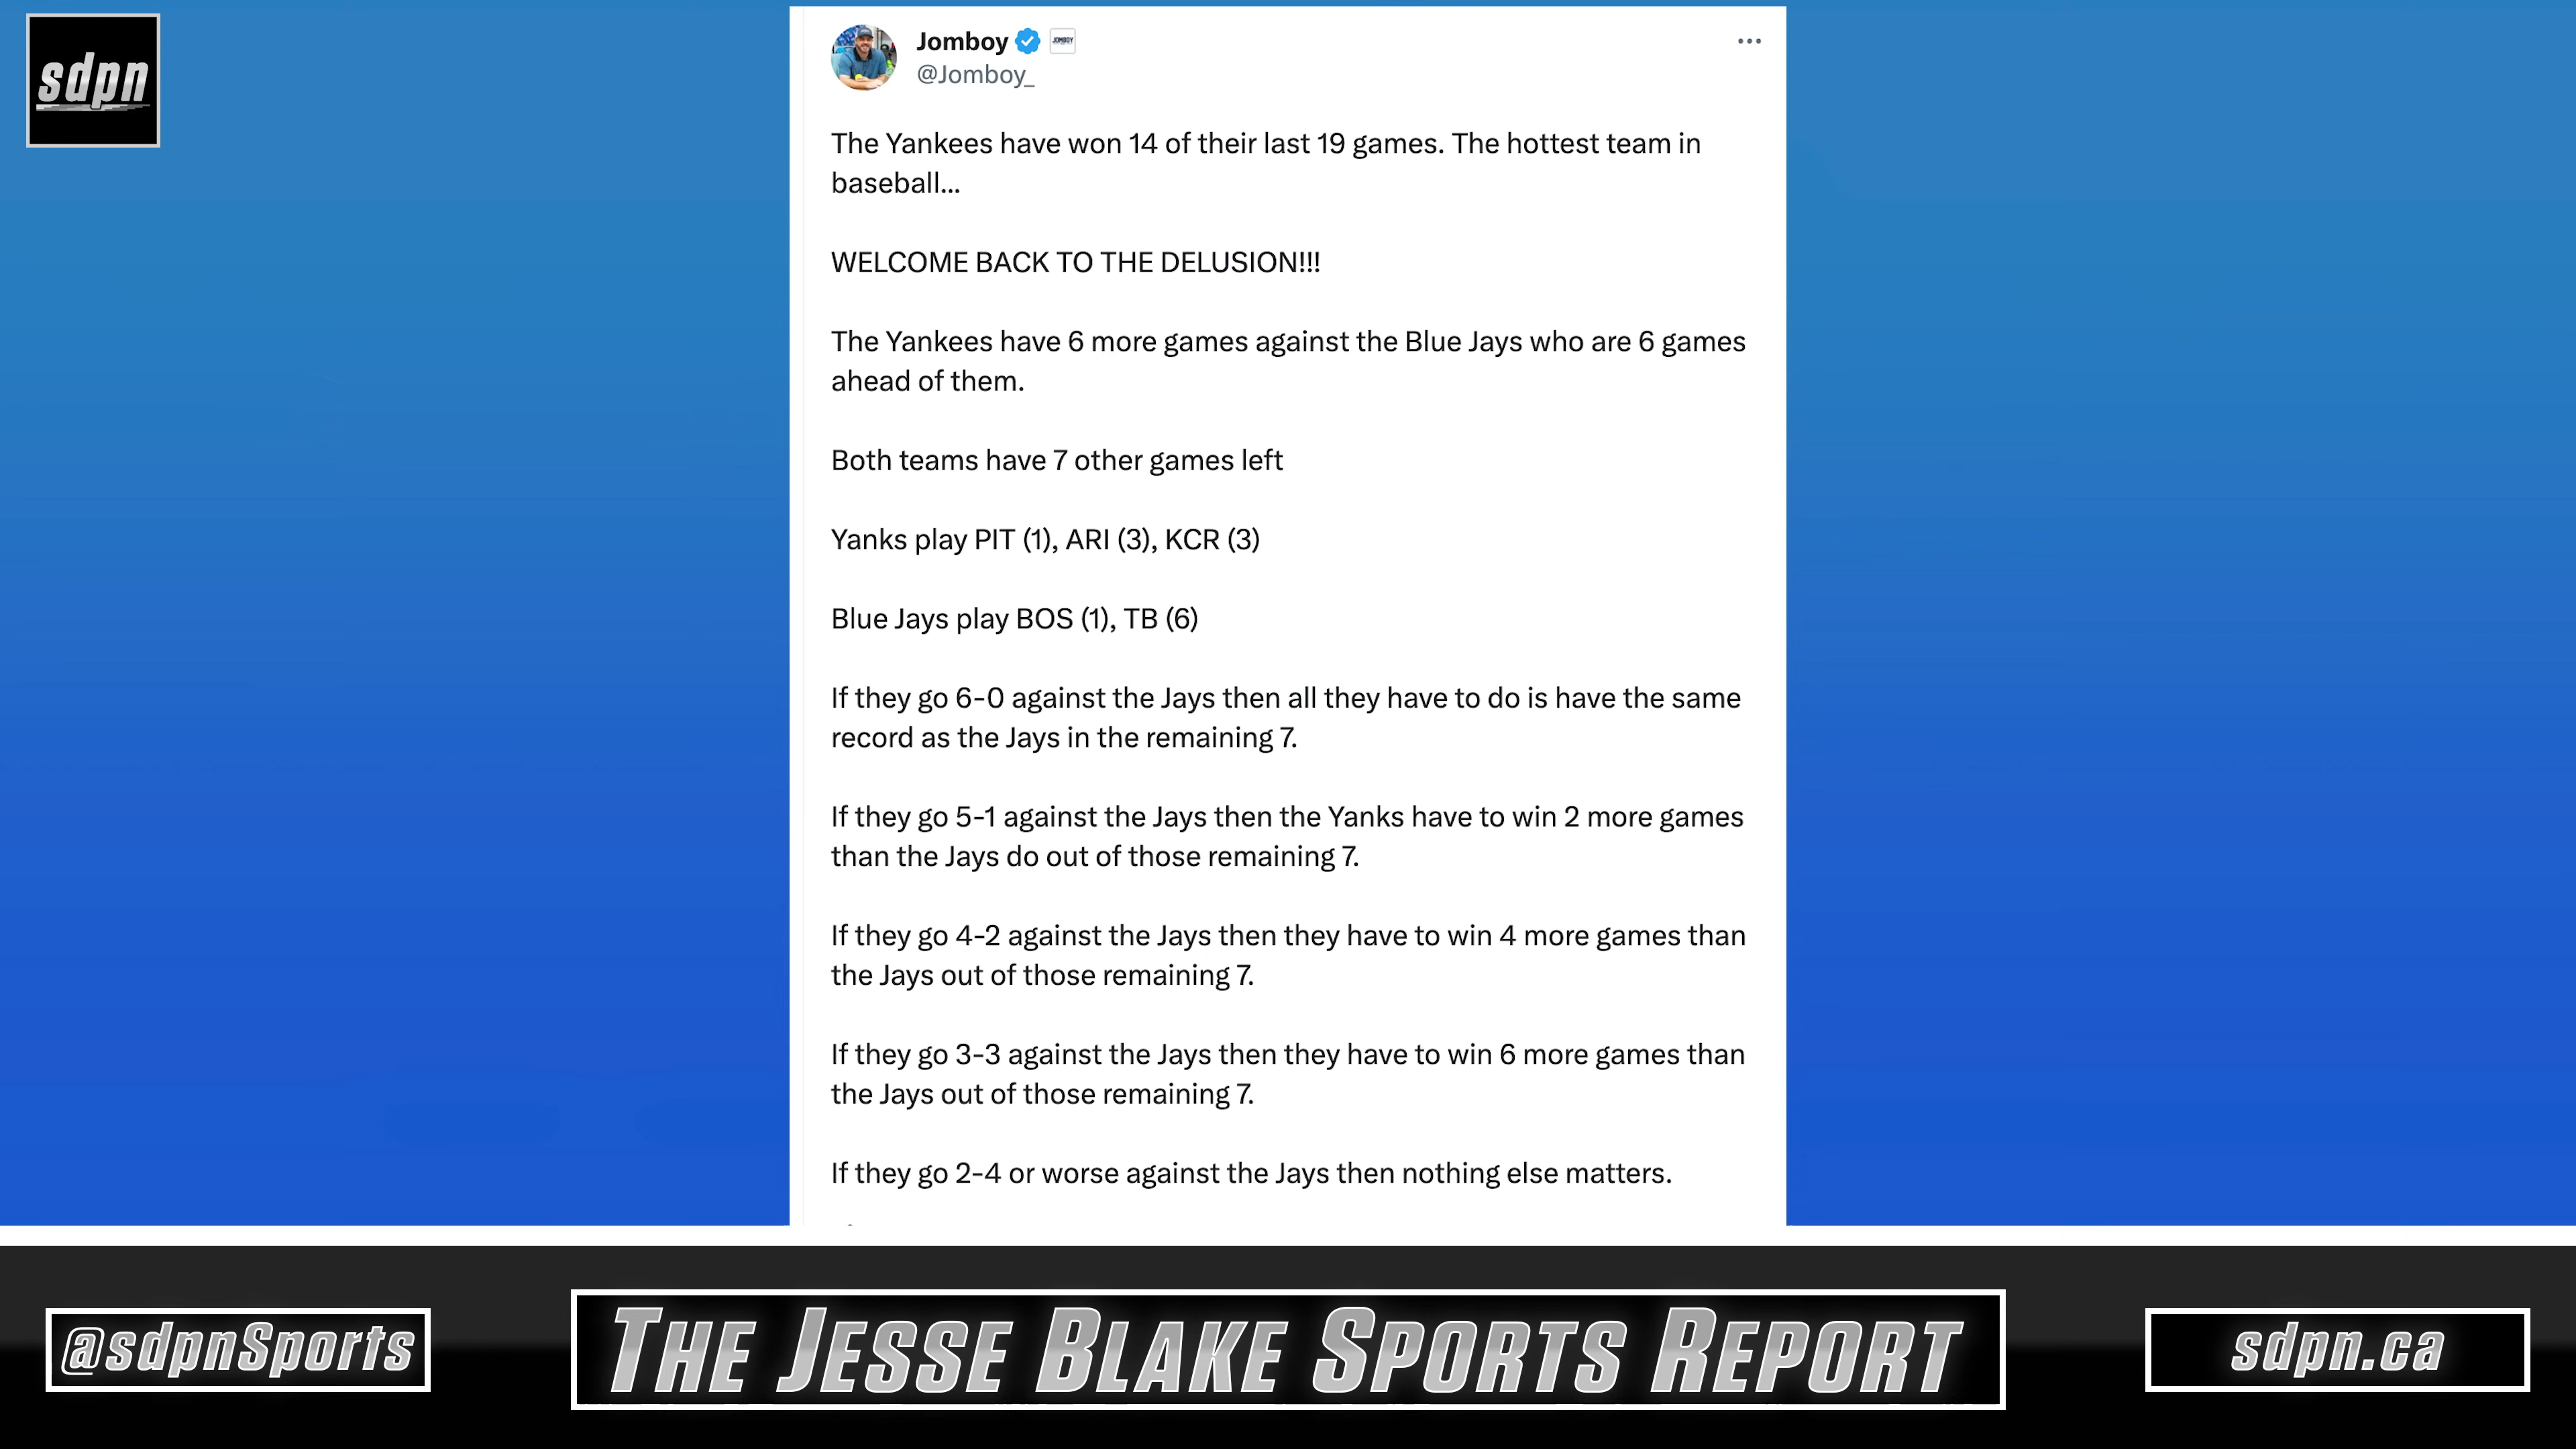 sdpn
Jomboy
JOMBOY
@Jomboy_
The Yankees have won 14 of their last 19 games. The hottest team in
baseball...
WELCOME BACK TO THE DELUSION!!!
The Yankees have 6 more games against the Blue Jays who are 6 games
ahead of them.
Both teams have 7 other games left
Yanks play PIT (1), ARI (3), KCR (3)
Blue Jays play BOS (1), TB (6)
If they go 6-0 against the Jays then all they have to do is have the same
record as the Jays in the remaining 7.
If they go 5-1 against the Jays then the Yanks have to win 2 more games
than the Jays do out of those remaining 7.
If they go 4-2 against the Jays then they have to win 4 more games than
the Jays out of those remaining 7.
If they go 3-3 against the Jays then they have to win 6 more games than
the Jays out of those remaining 7.
If they go 2-4 or worse against the Jays then nothing else matters.
@sdpnSports
THE JESSE BLAKE SPORTS REPORT
sdpn.ca